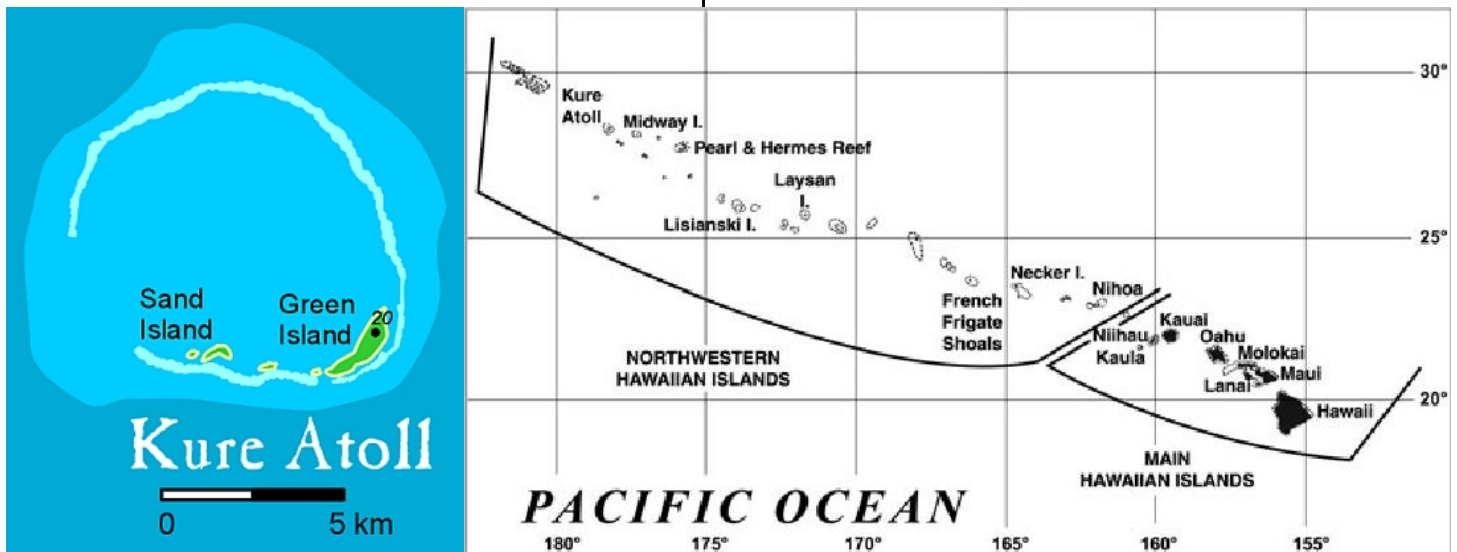 Sand
Island
Green
Island
20
Kure Atoll
0 5 km
30°
Kure
Atoll
Midway I.
Pearl & Hermes Reef
Laysan
I.
Lisianski I.
25°
Necker I.
Nihoa
French
Frigate
Shoals
Kauai
Niihau
Oahu
Kaula
Molokai
Lanai
Maui
NORTHWESTERN
HAWAIIAN ISLANDS
20°
Hawaii
MAIN
HAWAIIAN ISLANDS
PACIFIC OCEAN
180° 175° 170° 165° 160° 155°